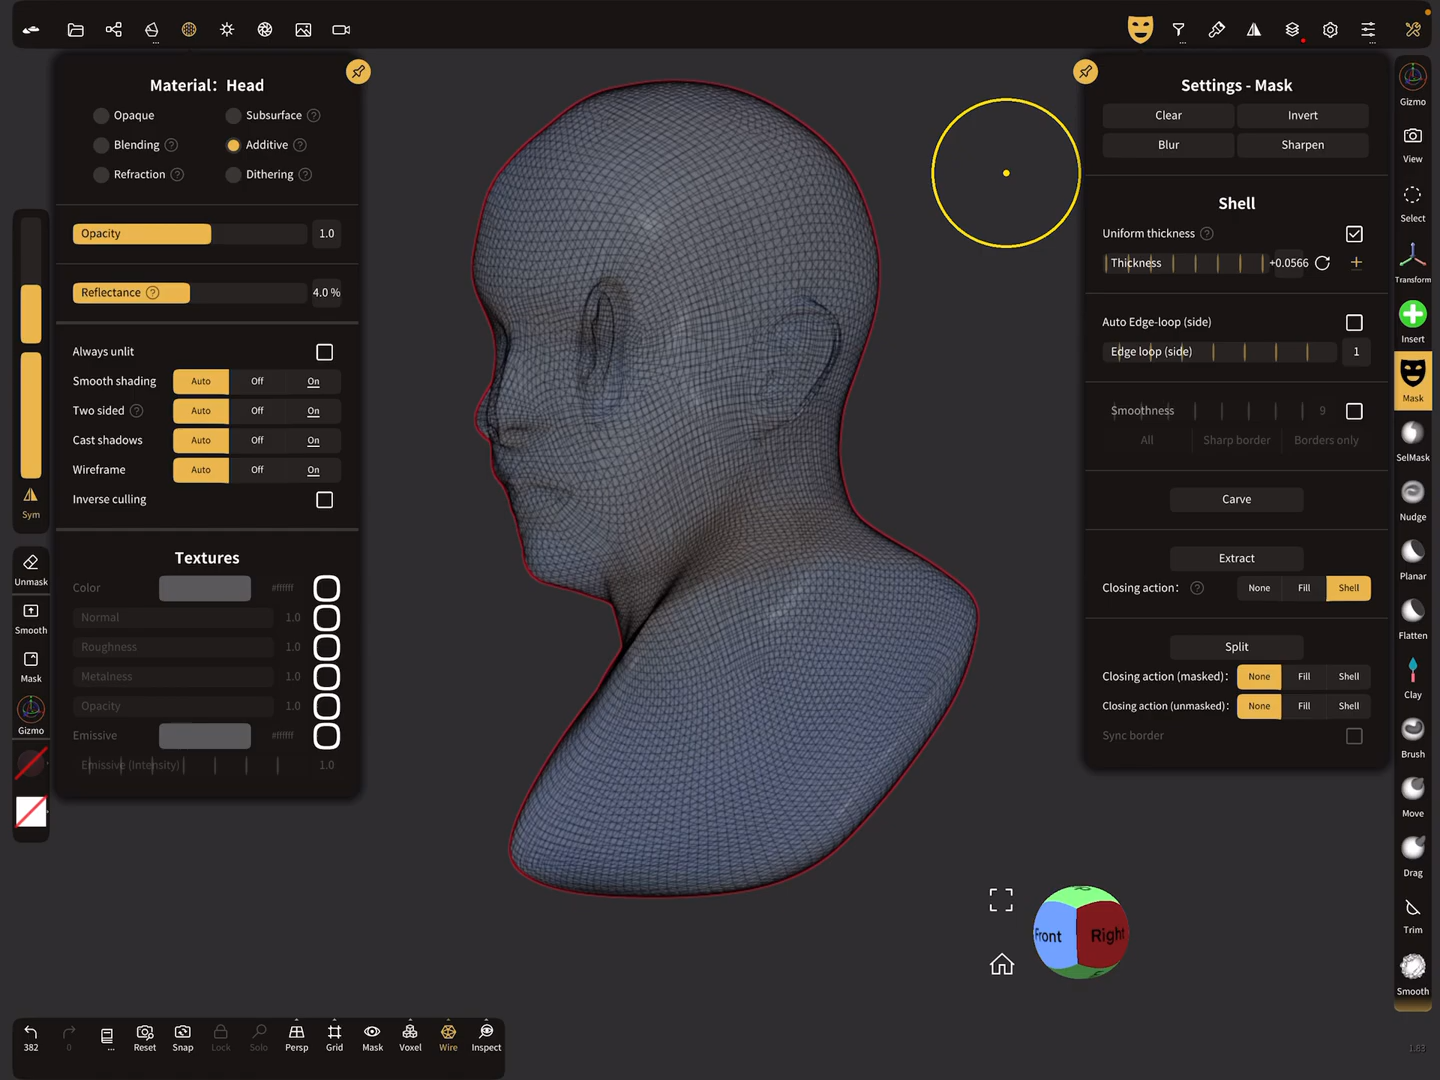 Material: Head
Opaque
Subsurface ?
Blending ?
Additive ?
Refraction ?
Dithering ?
Opacity 1.0
Reflectance ? 4.0 %
Always unlit
Smooth shading Auto Off On
Two sided ? Auto Off On
Cast shadows Auto Off On
Wireframe Auto Off On
Inverse culling
Textures
Color #ffffff
Normal 1.0
Roughness 1.0
Metalness 1.0
Opacity 1.0
Emissive #ffffff
Emissive (Intensity) 1.0
Sym
Unmask
Smooth
Mask
Gizmo
Settings - Mask
Clear Invert
Blur Sharpen
Shell
Uniform thickness ?
Thickness +0.0566 +
Auto Edge-loop (side)
Edge loop (side) 1
Smoothness 9
All Sharp border Borders only
Carve
Extract
Closing action: ? None Fill Shell
Split
Closing action (masked): None Fill Shell
Closing action (unmasked): None Fill Shell
Sync border
Gizmo
View
Select
Transform
Insert
Mask
SelMask
Nudge
Planar
Flatten
Clay
Brush
Move
Drag
Trim
Smooth
Front Right
382 0 ... Reset Snap Lock Solo Persp Grid Mask Voxel Wire Inspect
1.83